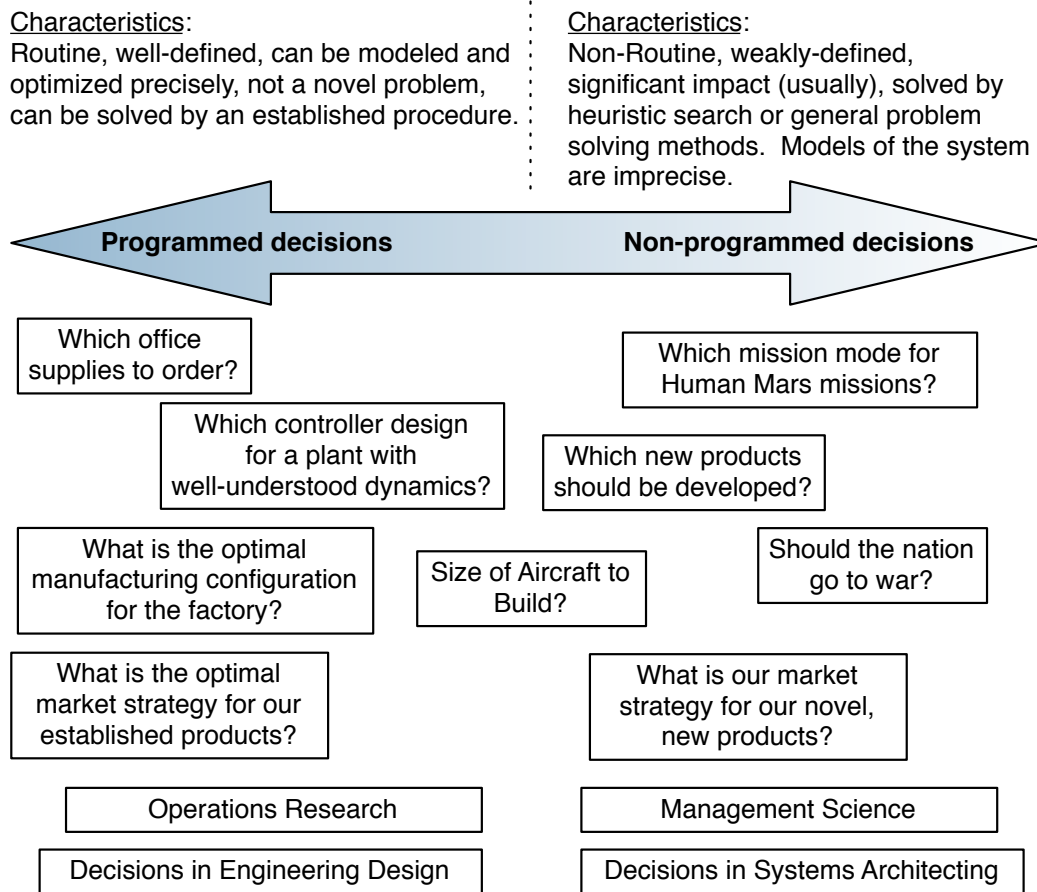 Characteristics:
Routine, well-defined, can be modeled and
optimized precisely, not a novel problem,
can be solved by an established procedure.
Characteristics:
Non-Routine, weakly-defined,
significant impact (usually), solved by
heuristic search or general problem
solving methods. Models of the system
are imprecise.
Programmed decisions
Non-programmed decisions
Which office
supplies to order?
Which mission mode for
Human Mars missions?
Which controller design
for a plant with
well-understood dynamics?
Which new products
should be developed?
What is the optimal
manufacturing configuration
for the factory?
Size of Aircraft to
Build?
Should the nation
go to war?
What is the optimal
market strategy for our
established products?
What is our market
strategy for our novel,
new products?
Operations Research
Management Science
Decisions in Engineering Design
Decisions in Systems Architecting